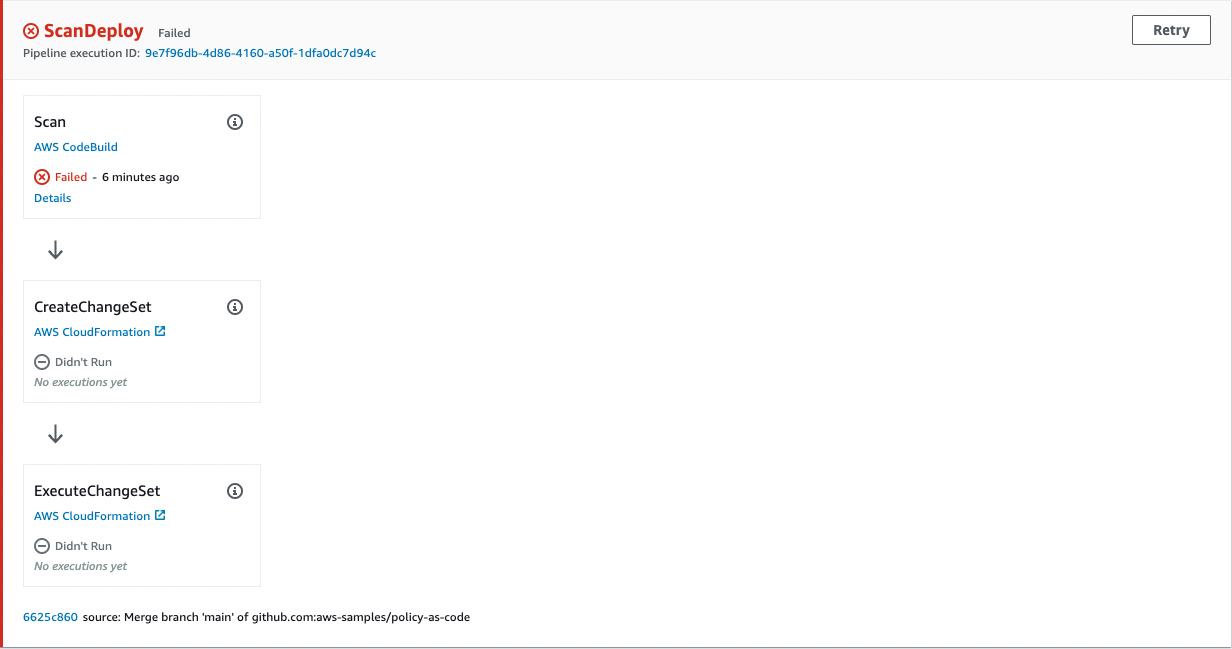 ScanDeploy Failed
Retry
Pipeline execution ID: 9e7f96db-4d86-4160-a50f-1dfa0dc7d94c
Scan
AWS CodeBuild
Failed - 6 minutes ago
Details
CreateChangeSet
AWS CloudFormation
Didn't Run
No executions yet
ExecuteChangeSet
AWS CloudFormation
Didn't Run
No executions yet
6625c860 source: Merge branch 'main' of github.com:aws-samples/policy-as-code